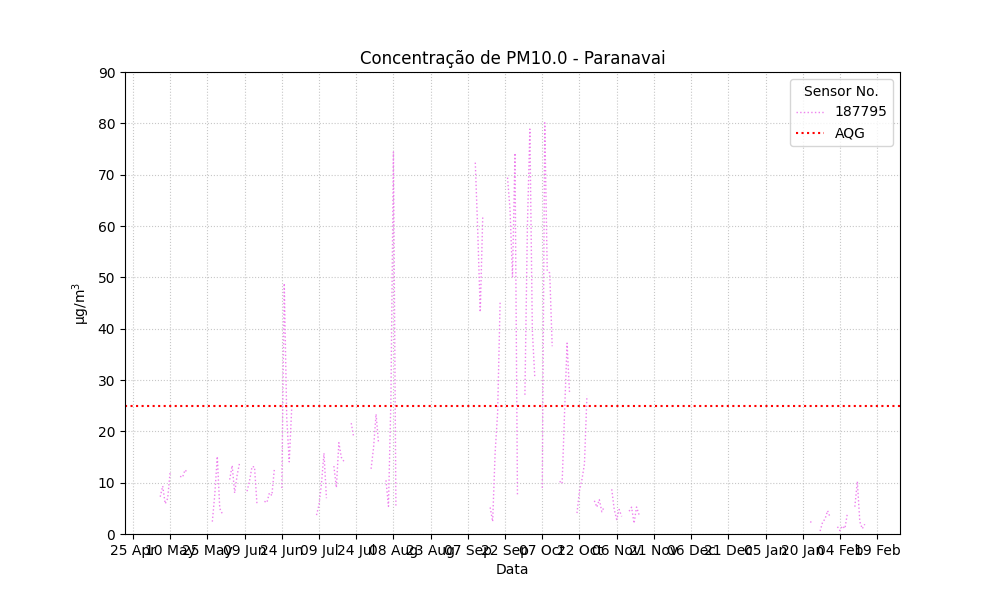 Concentração de PM10.0 - Paranavai
90
80
70
60
50
40
30
20
10
0
µg/m³
Sensor No.
187795
AQG
25 Apr 10 May 25 May 09 Jun 24 Jun 09 Jul 24 Jul 08 Aug 23 Aug 07 Sep 22 Sep 07 Oct 22 Oct 06 Nov 21 Nov 06 Dec 21 Dec 05 Jan 20 Jan 04 Feb 19 Feb
Data